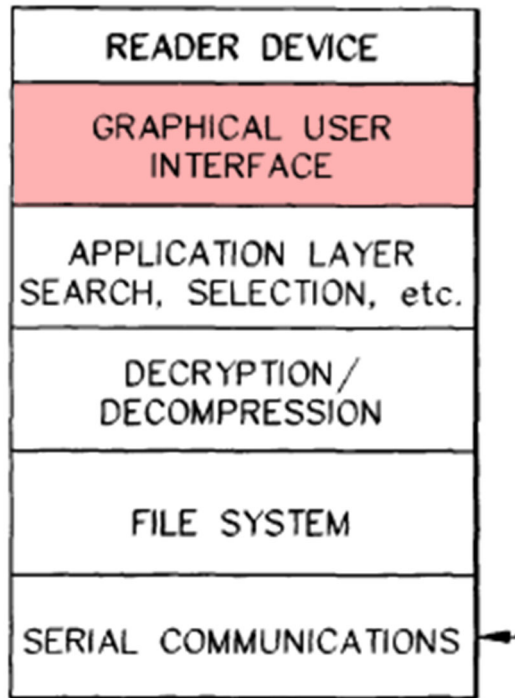 READER DEVICE
GRAPHICAL USER
INTERFACE
APPLICATION LAYER
SEARCH, SELECTION, etc.
DECRYPTION/
DECOMPRESSION
FILE SYSTEM
SERIAL COMMUNICATIONS